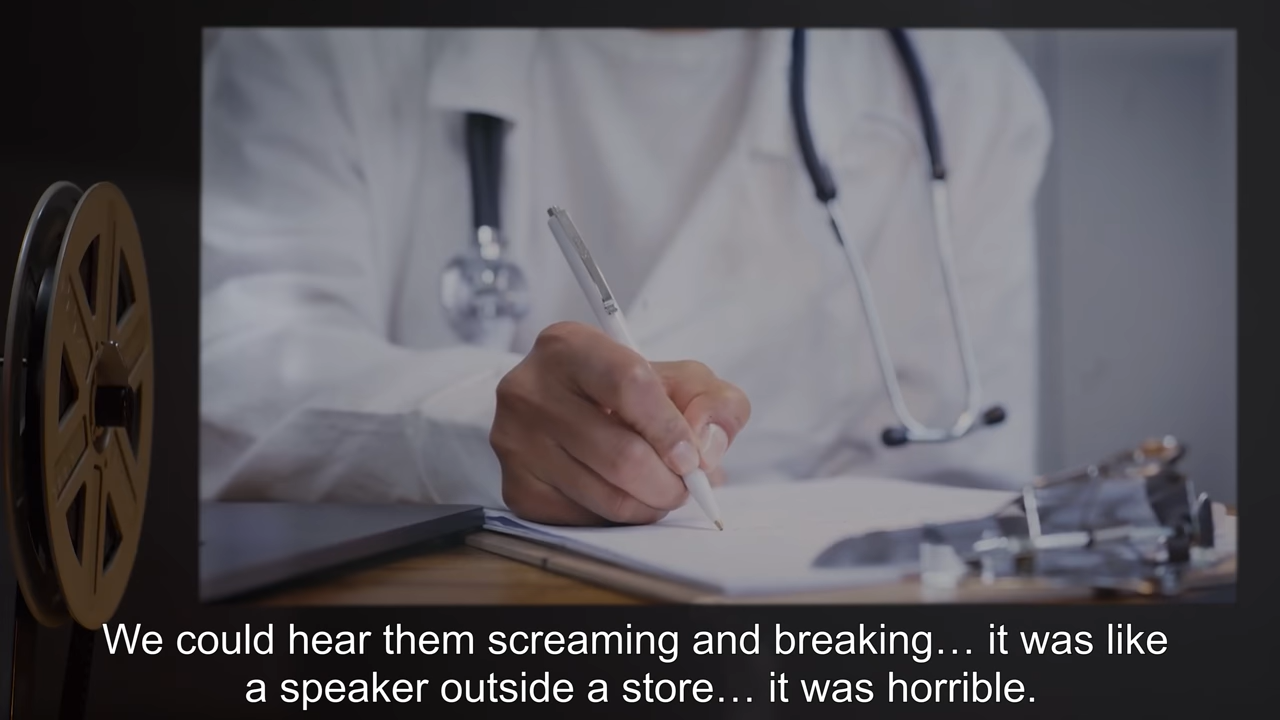 We could hear them screaming and breaking… it was like
a speaker outside a store… it was horrible.